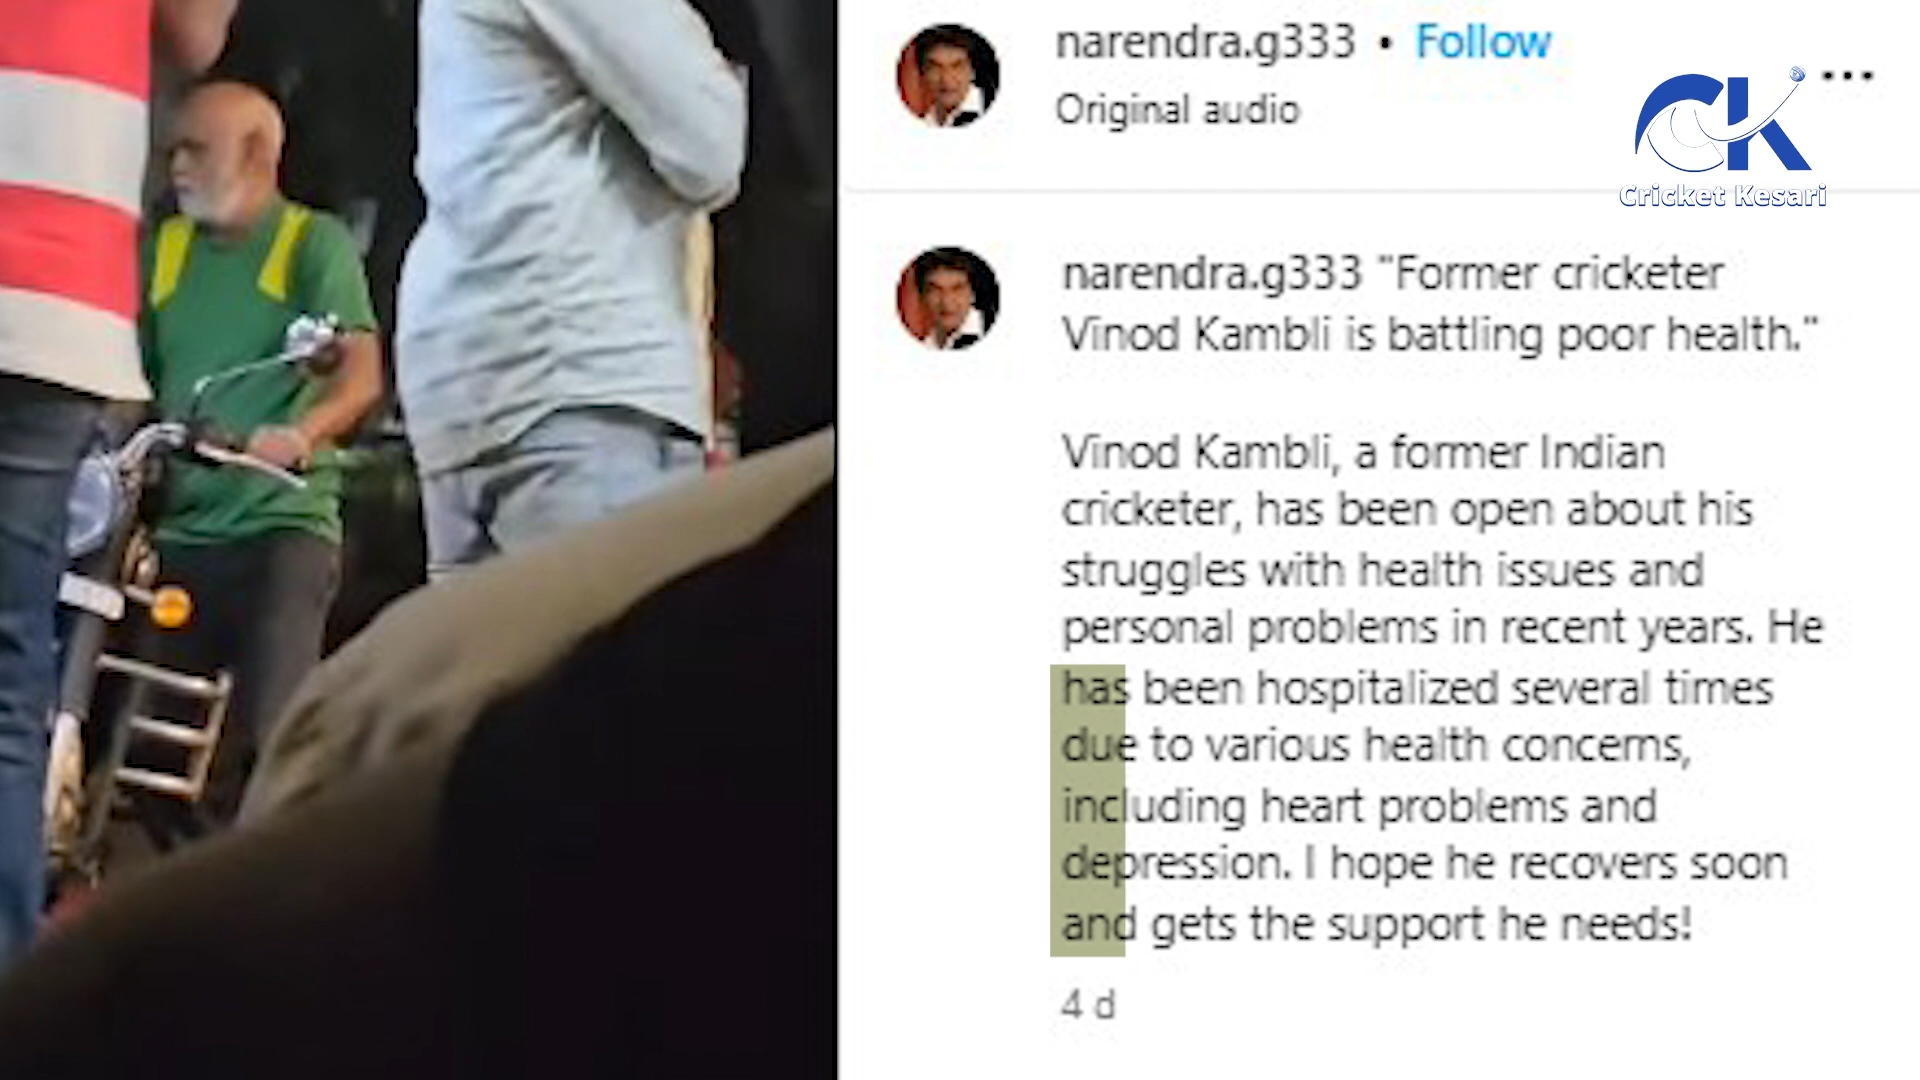 narendra.g333 • Follow
Original audio
CK
Cricket Kesari
narendra.g333 "Former cricketer
Vinod Kambli is battling poor health."
Vinod Kambli, a former Indian
cricketer, has been open about his
struggles with health issues and
personal problems in recent years. He
has been hospitalized several times
due to various health concerns,
including heart problems and
depression. I hope he recovers soon
and gets the support he needs!
4 d